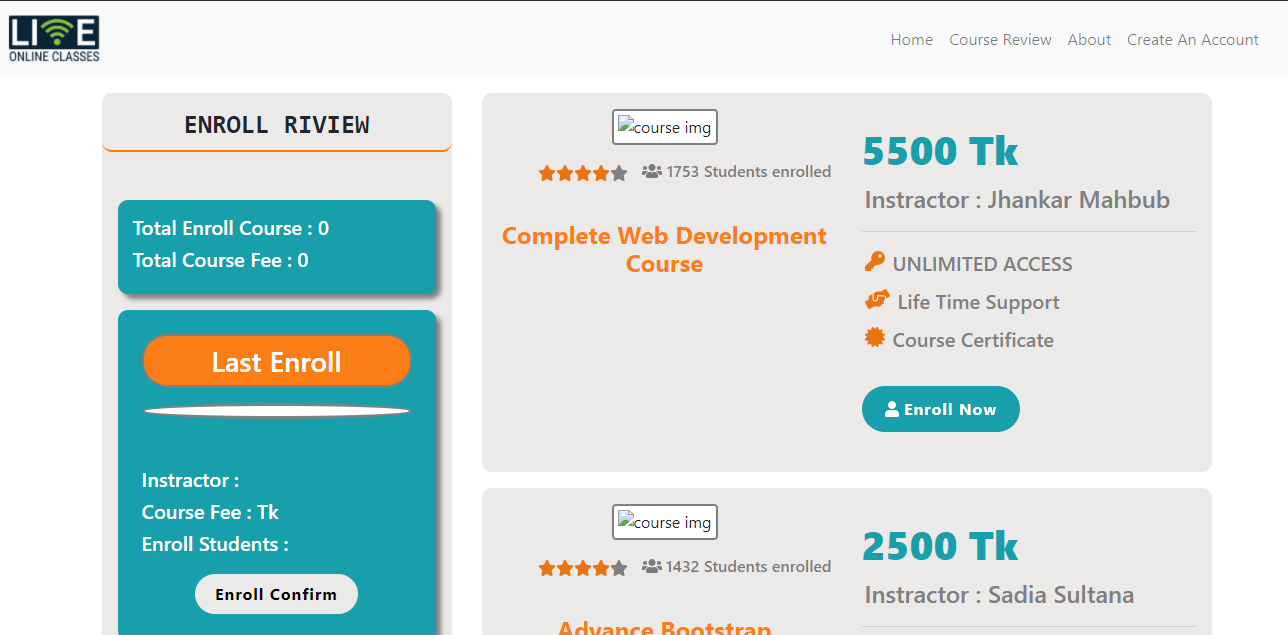 LIVE
ONLINE CLASSES
Home Course Review About Create An Account
ENROLL RIVIEW
Total Enroll Course : 0
Total Course Fee : 0
Last Enroll
Instructor :
Course Fee : Tk
Enroll Students :
Enroll Confirm
course img
1753 Students enrolled
Complete Web Development
Course
5500 Tk
Instructor : Jhankar Mahbub
UNLIMITED ACCESS
Life Time Support
Course Certificate
Enroll Now
course img
1432 Students enrolled
Advance Bootstrap
2500 Tk
Instructor : Sadia Sultana